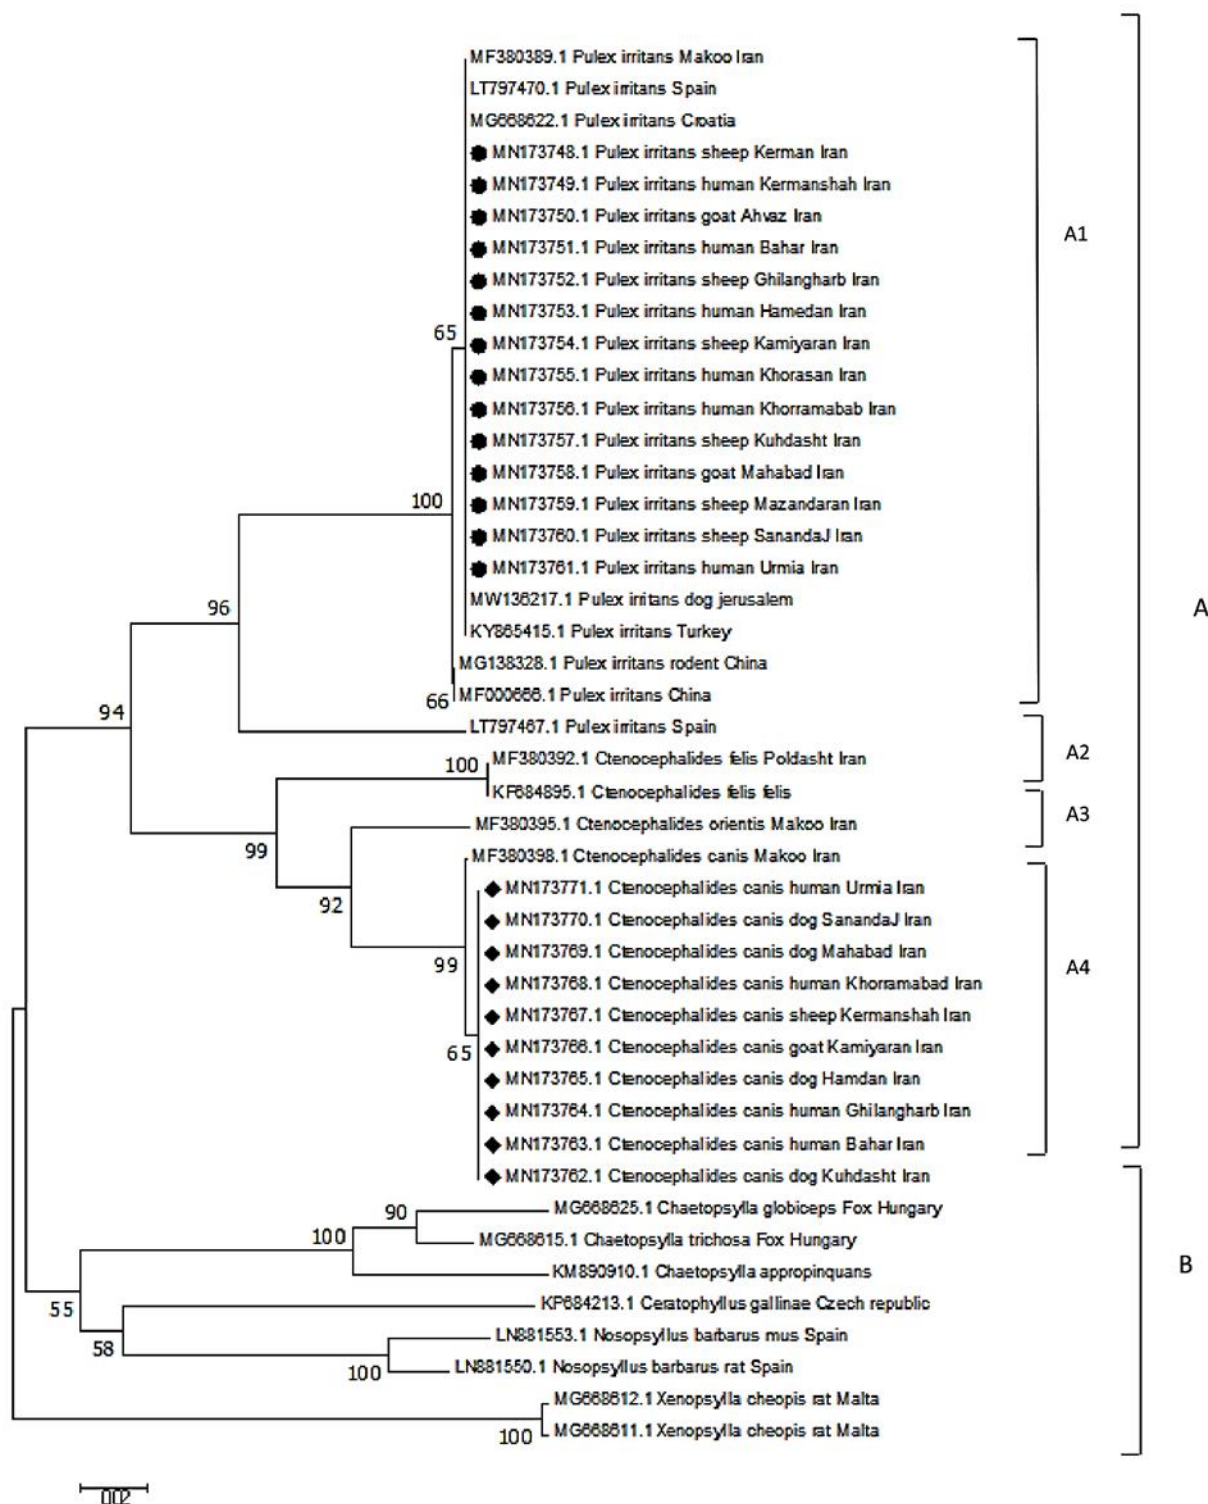 MF380389.1 Pulex irritans Makoo Iran
LT797470.1 Pulex irritans Spain
MG668622.1 Pulex irritans Croatia
MN173748.1 Pulex irritans sheep Kerman Iran
MN173749.1 Pulex irritans human Kermanshah Iran
MN173750.1 Pulex irritans goat Ahvaz Iran
A1
MN173751.1 Pulex irritans human Bahar Iran
MN173752.1 Pulex irritans sheep Ghilangharb Iran
MN173753.1 Pulex irritans human Hamedan Iran
65
MN173754.1 Pulex irritans sheep Kamiyaran Iran
MN173755.1 Pulex irritans human Khorasan Iran
MN173756.1 Pulex irritans human Khorramabab Iran
MN173757.1 Pulex irritans sheep Kuhdasht Iran
MN173758.1 Pulex irritans goat Mahabad Iran
100
MN173759.1 Pulex irritans sheep Mazandaran Iran
MN173760.1 Pulex irritans sheep SanandaJ Iran
MN173761.1 Pulex irritans human Urmia Iran
MW136217.1 Pulex irritans dog jerusalem
96
A
KY865415.1 Pulex irritans Turkey
MG138328.1 Pulex irritans rodent China
66
MF000666.1 Pulex irritans China
94
LT797467.1 Pulex irritans Spain
A2
100
MF380392.1 Ctenocephalides felis Poldasht Iran
KF684895.1 Ctenocephalides felis felis
A3
MF380395.1 Ctenocephalides orientis Makoo Iran
99
MF380398.1 Ctenocephalides canis Makoo Iran
MN173771.1 Ctenocephalides canis human Urmia Iran
92
MN173770.1 Ctenocephalides canis dog SanandaJ Iran
MN173769.1 Ctenocephalides canis dog Mahabad Iran
99
A4
MN173768.1 Ctenocephalides canis human Khorramabad Iran
MN173767.1 Ctenocephalides canis sheep Kermanshah Iran
65
MN173766.1 Ctenocephalides canis goat Kamiyaran Iran
MN173765.1 Ctenocephalides canis dog Hamdan Iran
MN173764.1 Ctenocephalides canis human Ghilangharb Iran
MN173763.1 Ctenocephalides canis human Bahar Iran
MN173762.1 Ctenocephalides canis dog Kuhdasht Iran
90
MG668625.1 Chaetopsylla globiceps Fox Hungary
100
MG668615.1 Chaetopsylla trichosa Fox Hungary
B
KM890910.1 Chaetopsylla appropinquans
55
KP684213.1 Ceratophyllus gallinae Czech republic
58
LN881553.1 Nosopsyllus barbarus mus Spain
100
LN881550.1 Nosopsyllus barbarus rat Spain
MG668612.1 Xenopsylla cheopis rat Malta
100
MG668611.1 Xenopsylla cheopis rat Malta
0.02